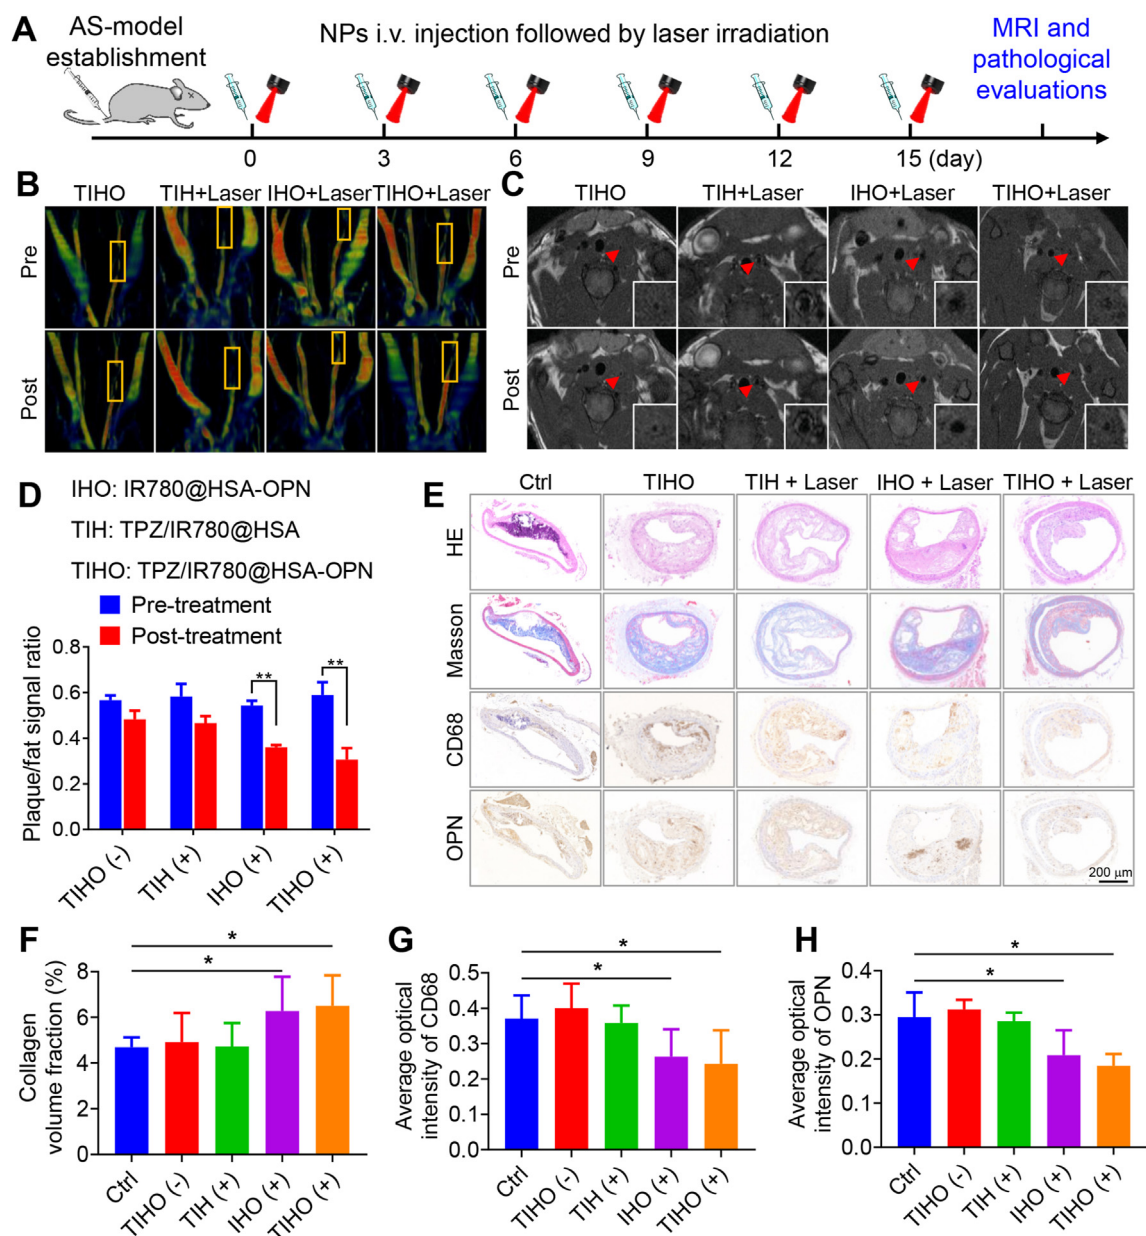 A
AS-model
establishment
NPs i.v. injection followed by laser irradiation
MRI and
pathological
evaluations
0 3 6 9 12 15 (day)
B
TIHO TIH+Laser IHO+Laser TIHO+Laser
Pre
Post
C
TIHO TIH+Laser IHO+Laser TIHO+Laser
Pre
Post
D
IHO: IR780@HSA-OPN
TIH: TPZ/IR780@HSA
TIHO: TPZ/IR780@HSA-OPN
Pre-treatment
Post-treatment
Plaque/fat signal ratio
0.8
0.6
0.4
0.2
0.0
** **
TIHO (-) TIH (+) IHO (+) TIHO (+)
E
Ctrl TIHO TIH + Laser IHO + Laser TIHO + Laser
HE
Masson
CD68
OPN
200 μm
F
Collagen
volume fraction (%)
8
6
4
2
0
*
*
Ctrl TIHO (-) TIH (+) IHO (+) TIHO (+)
G
Average optical
intensity of CD68
0.5
0.4
0.3
0.2
0.1
0.0
*
*
Ctrl TIHO (-) TIH (+) IHO (+) TIHO (+)
H
Average optical
intensity of OPN
0.4
0.3
0.2
0.1
0.0
*
*
Ctrl TIHO (-) TIH (+) IHO (+) TIHO (+)